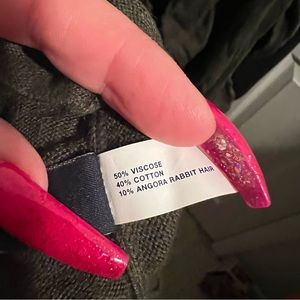 50% VISCOSE
40% COTTON
10% ANGORA RABBIT HAIR